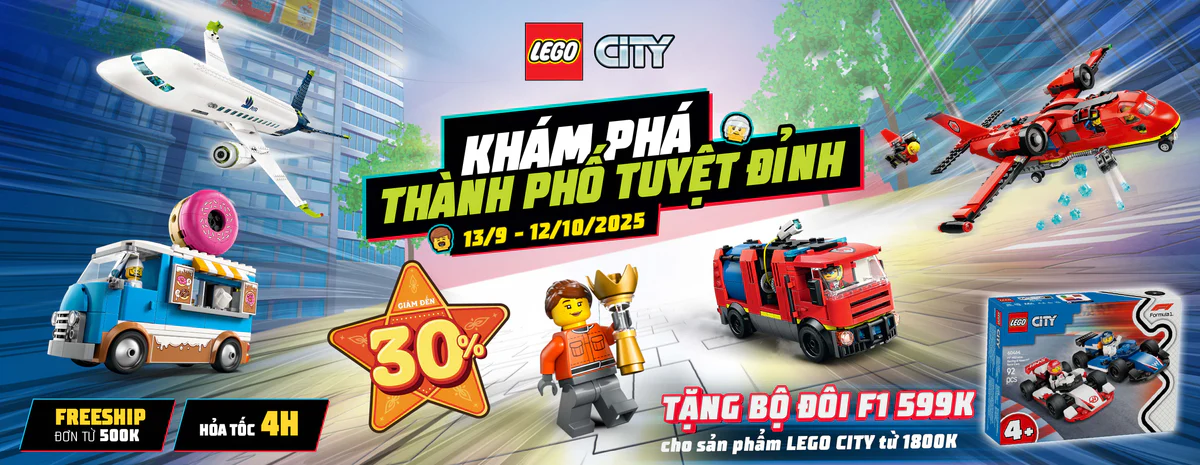 LEGO CITY
KHÁM PHÁ
THÀNH PHỐ TUYỆT ĐỈNH
13/9 - 12/10/2025
GIẢM ĐẾN
30%
FREESHIP
ĐƠN TỪ 500K
HỎA TỐC 4H
TẶNG BỘ ĐÔI F1 599K
cho sản phẩm LEGO CITY từ 1800K
LEGO CITY
Formula 1
92
pcs
4+